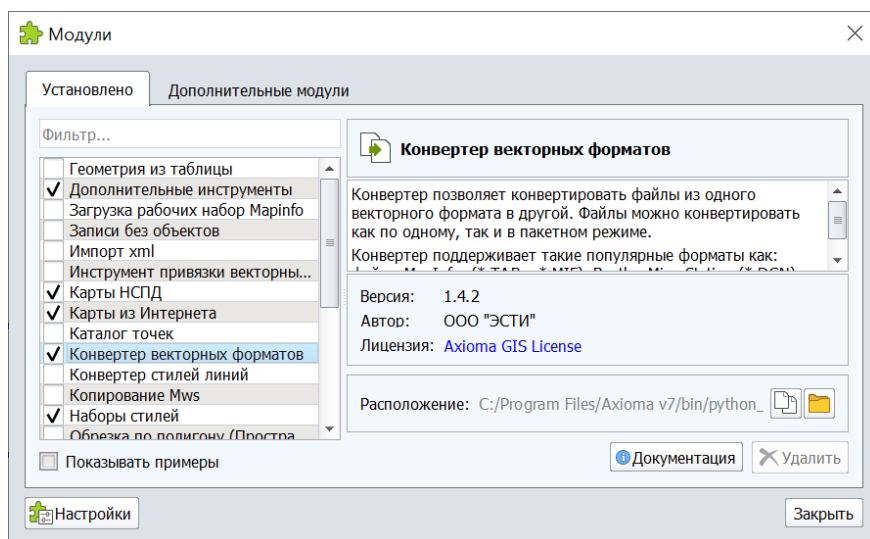 Модули
Установлено
Дополнительные модули
Фильтр...
Геометрия из таблицы
Дополнительные инструменты
Загрузка рабочих набор Mapinfo
Записи без объектов
Импорт xml
Инструмент привязки векторны...
Карты НСПД
Карты из Интернета
Каталог точек
Конвертер векторных форматов
Конвертер стилей линий
Копирование Mws
Наборы стилей
Обрезка по полигону (Простра
Показывать примеры
Конвертер векторных форматов
Конвертер позволяет конвертировать файлы из одного
векторного формата в другой. Файлы можно конвертировать
как по одному, так и в пакетном режиме.
Конвертер поддерживает такие популярные форматы как:
Версия: 1.4.2
Автор: ООО "ЭСТИ"
Лицензия: Axioma GIS License
Расположение: C:/Program Files/Axioma v7/bin/python_
Документация
Удалить
Настройки
Закрыть